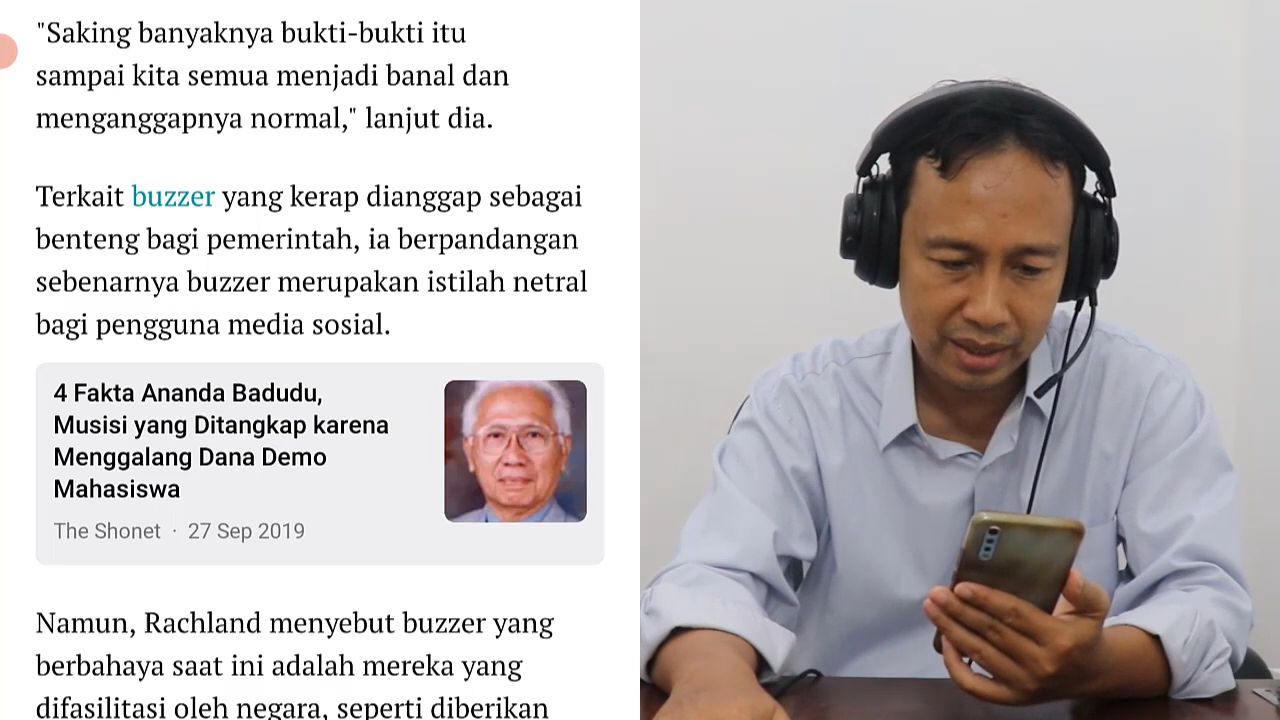 "Saking banyaknya bukti-bukti itu
sampai kita semua menjadi banal dan
menganggapnya normal," lanjut dia.
Terkait buzzer yang kerap dianggap sebagai
benteng bagi pemerintah, ia berpandangan
sebenarnya buzzer merupakan istilah netral
bagi pengguna media sosial.
4 Fakta Ananda Badudu,
Musisi yang Ditangkap karena
Menggalang Dana Demo
Mahasiswa
The Shonet · 27 Sep 2019
Namun, Rachland menyebut buzzer yang
berbahaya saat ini adalah mereka yang
difasilitasi oleh negara, seperti diberikan